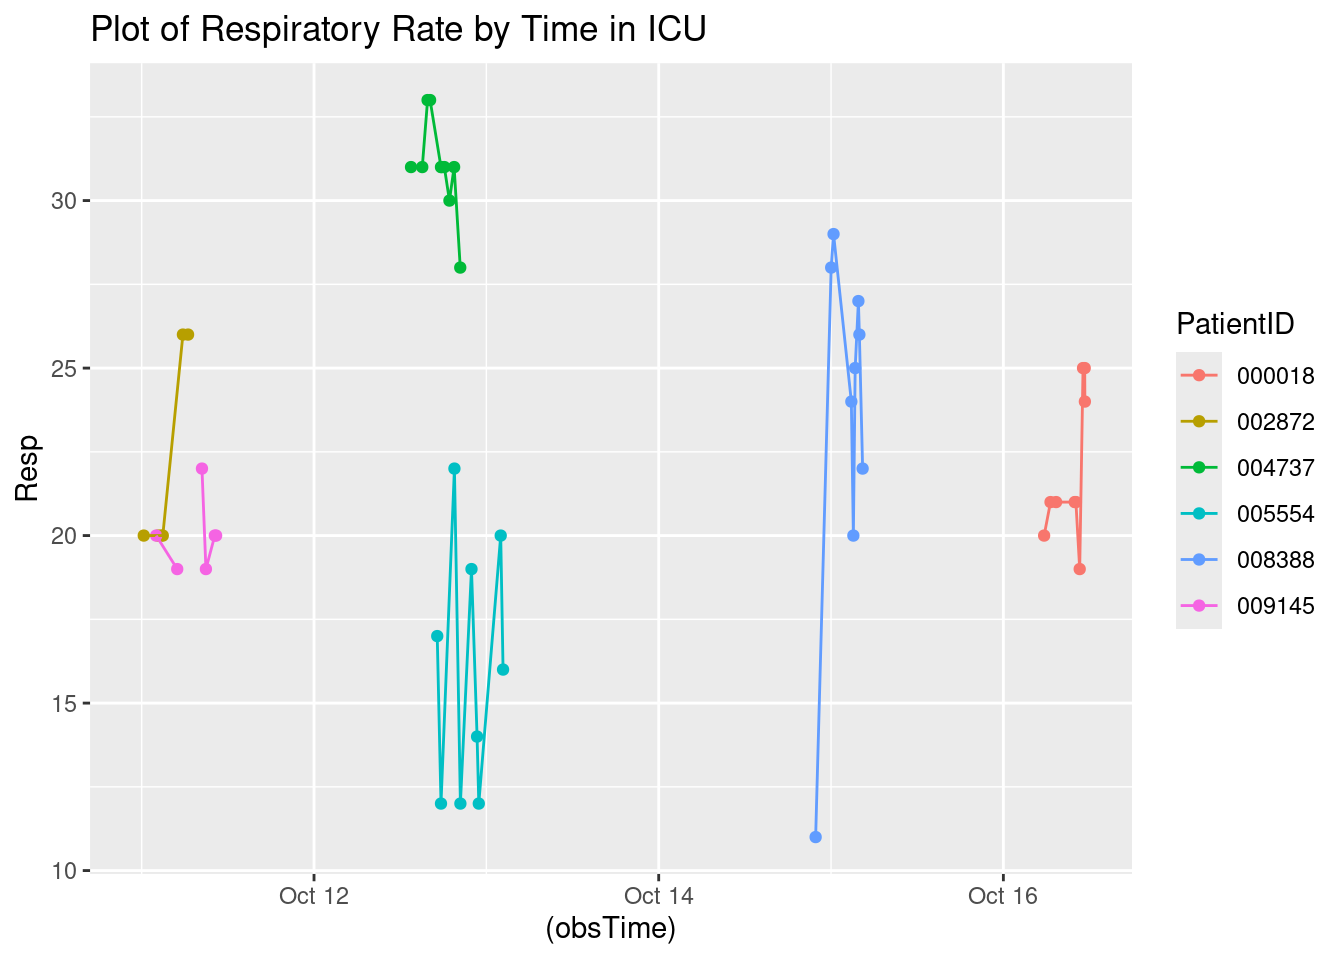 Plot of Respiratory Rate by Time in ICU
30
25
20
15
10
Resp
Oct 12
Oct 14
Oct 16
(obsTime)
PatientID
000018
002872
004737
005554
008388
009145